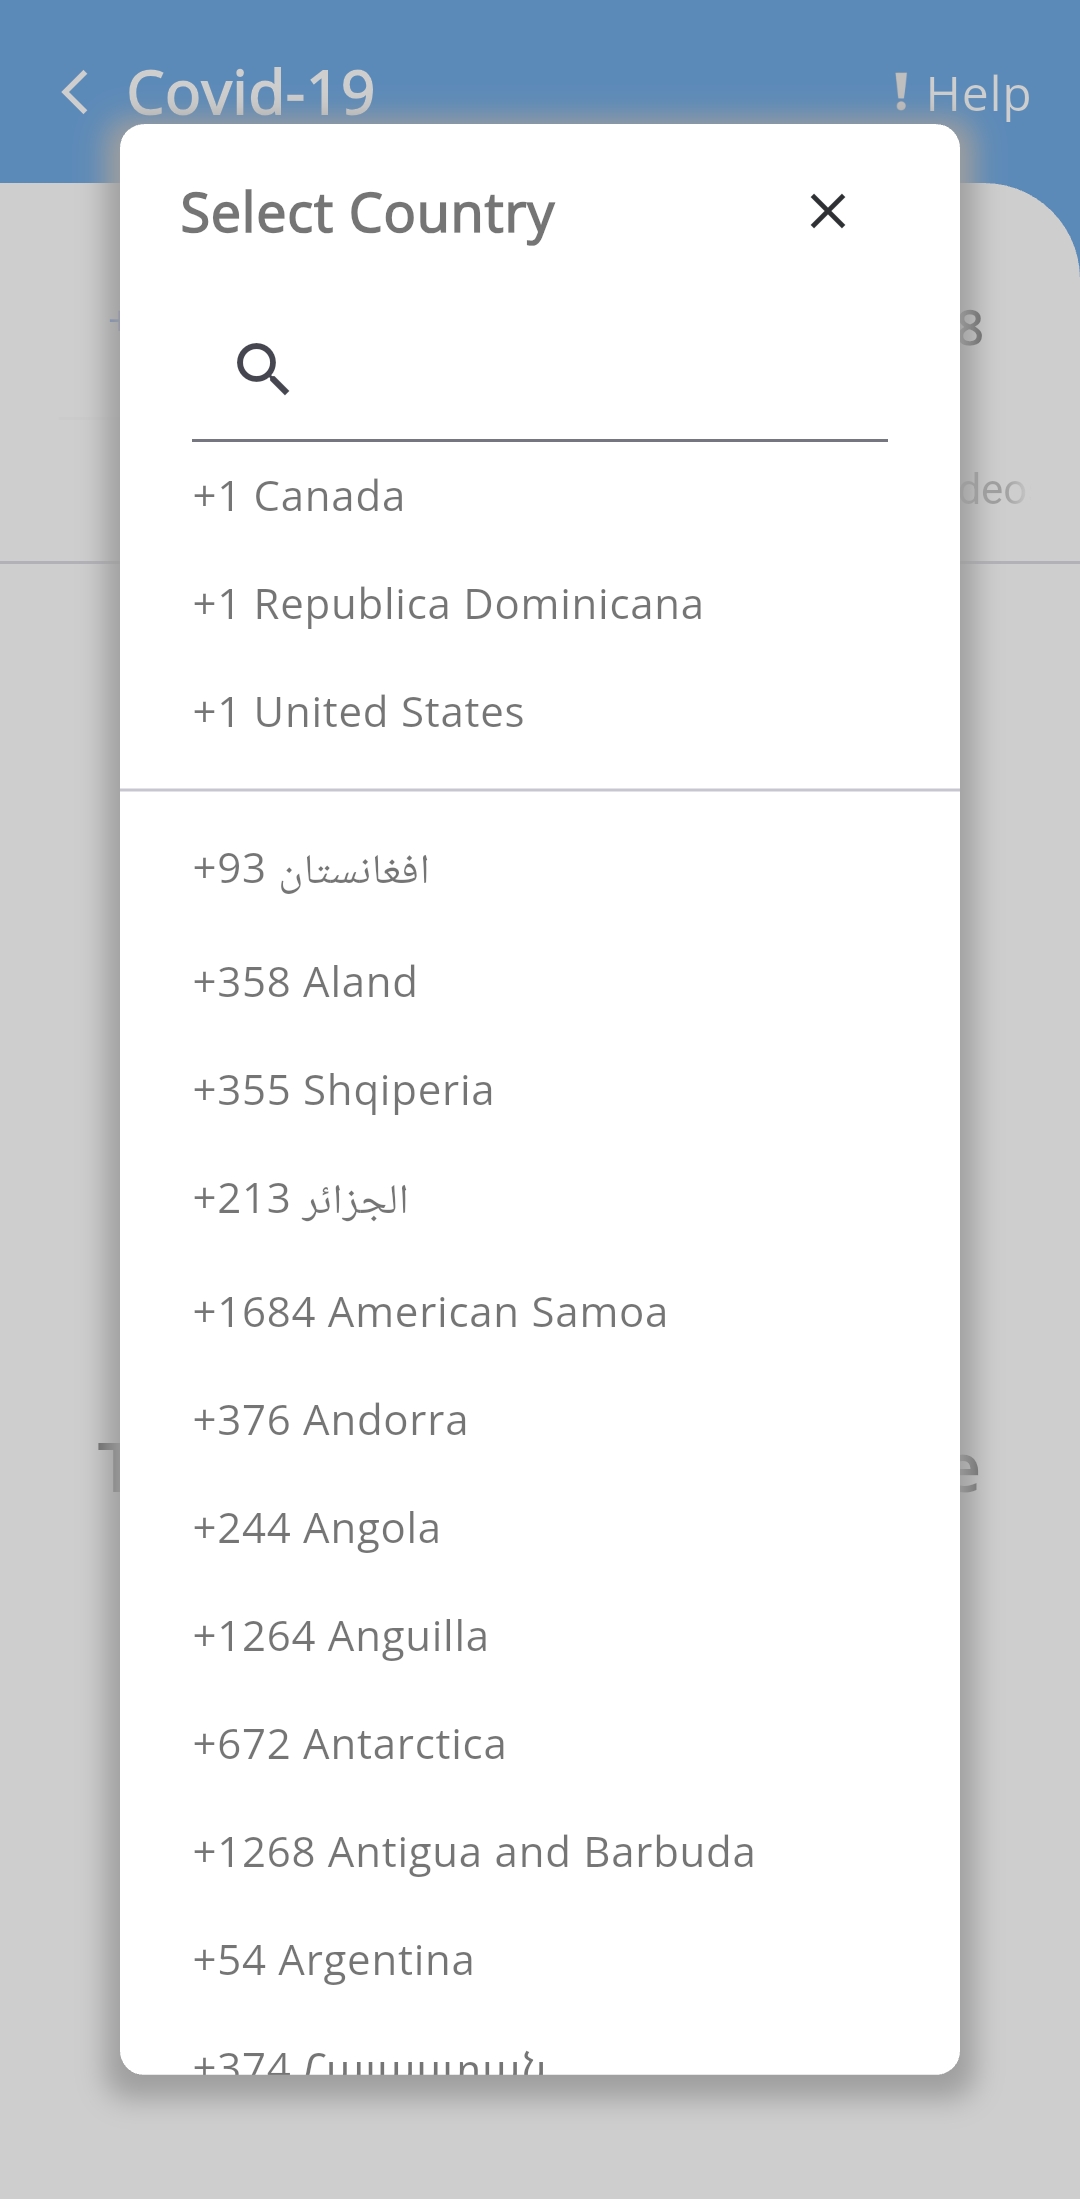 Covid-19
Help
Select Country
8
deo
+1 Canada
+1 Republica Dominicana
+1 United States
+93 افغانستان
+358 Aland
+355 Shqiperia
+213 الجزائر
+1684 American Samoa
+376 Andorra
+244 Angola
+1264 Anguilla
+672 Antarctica
+1268 Antigua and Barbuda
+54 Argentina
+374